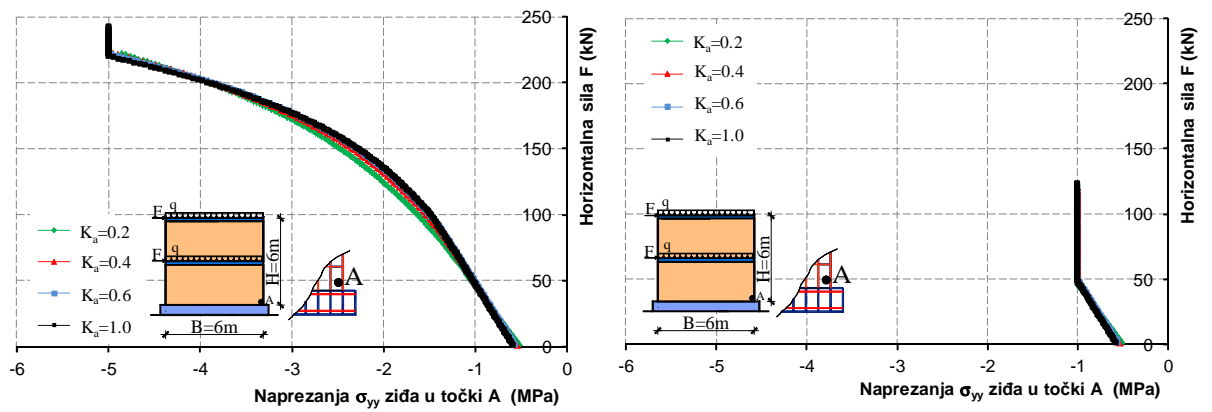 250
200
150
100
50
0
Horizontalna sila F (kN)
Kₐ=0.2
Kₐ=0.4
Kₐ=0.6
Kₐ=1.0
F
q
F
q
H=6m
A
B=6m
A
-6 -5 -4 -3 -2 -1 0
Naprezanja σyy ziđa u točki A (MPa)
250
200
150
100
50
0
Horizontalna sila F (kN)
Kₐ=0.2
Kₐ=0.4
Kₐ=0.6
Kₐ=1.0
F
q
F
q
H=6m
A
B=6m
A
-6 -5 -4 -3 -2 -1 0
Naprezanja σyy ziđa u točki A (MPa)